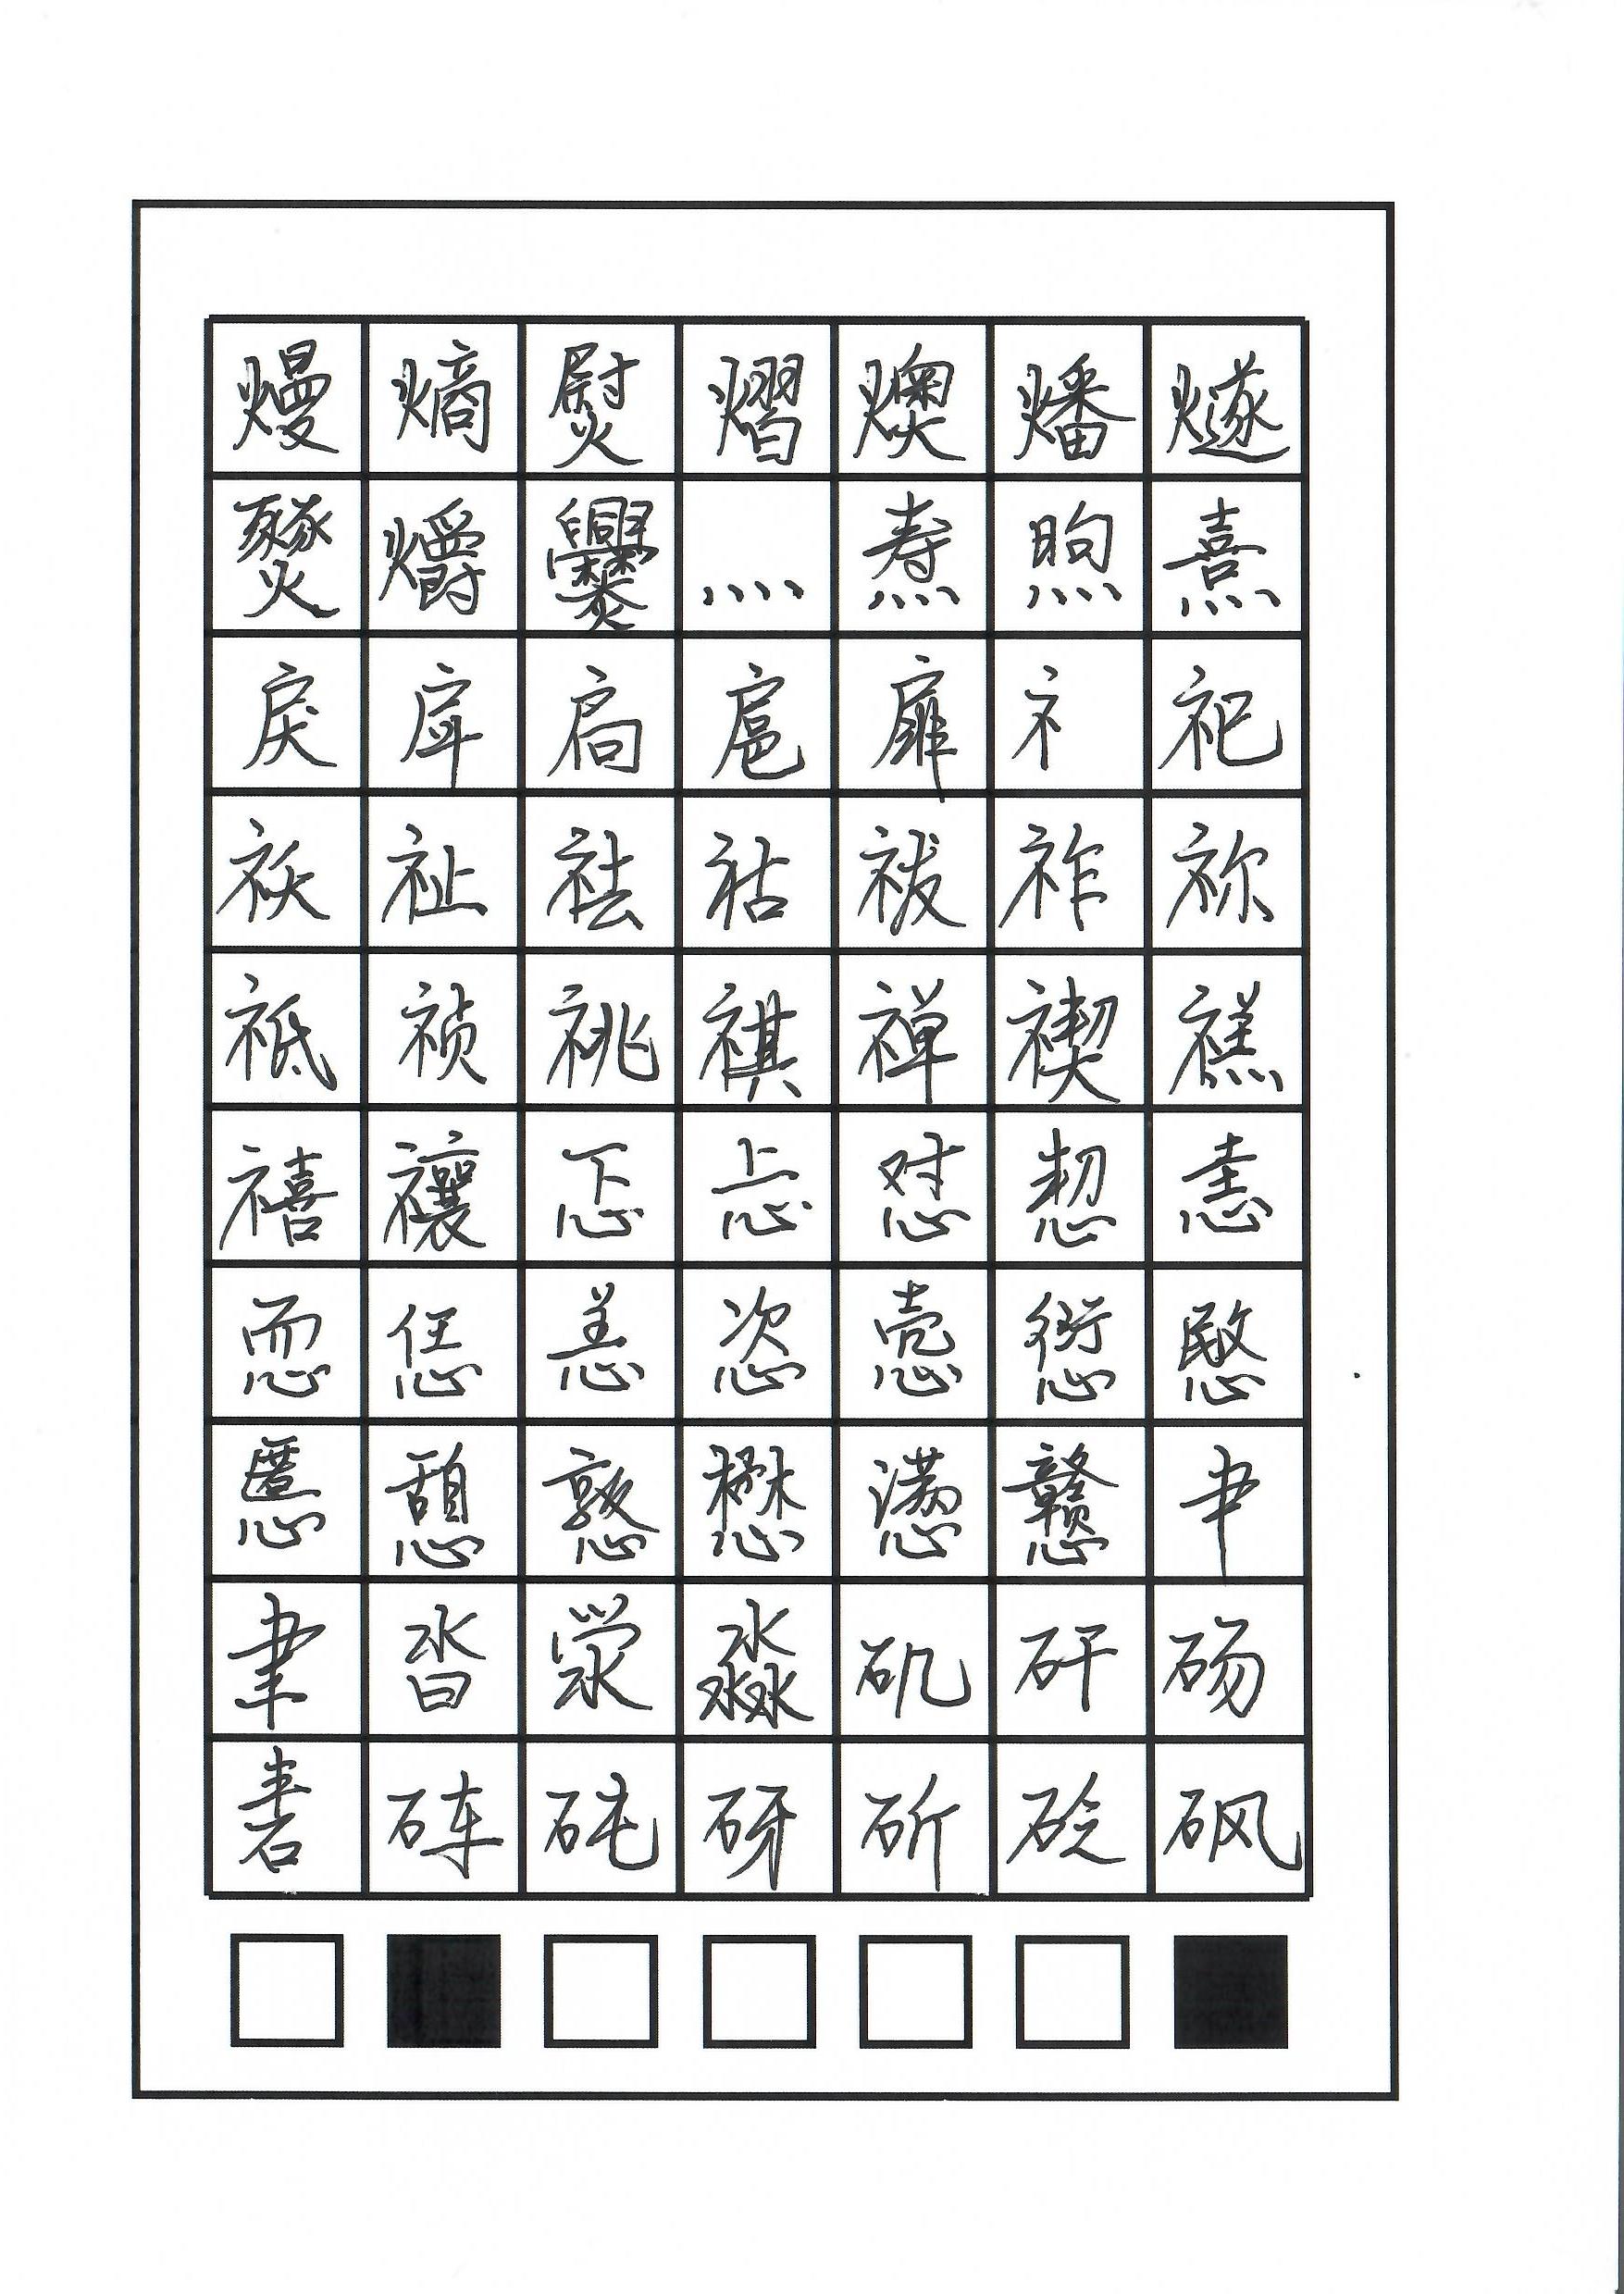 熳熵熨熠燠燔燧
燹爝爨灬焘煦熹
戾戽扃扈扉礻祀
祆祉祛祜祓祚祢
祗祯祧祺禅禊禚
禧禳忑忐怼恝恚
恧恁恙恣悫愆愍
慝憩憝懋懑戆肀
聿沓泶淼矶矸砀
砉砗砘砑斫砭砜